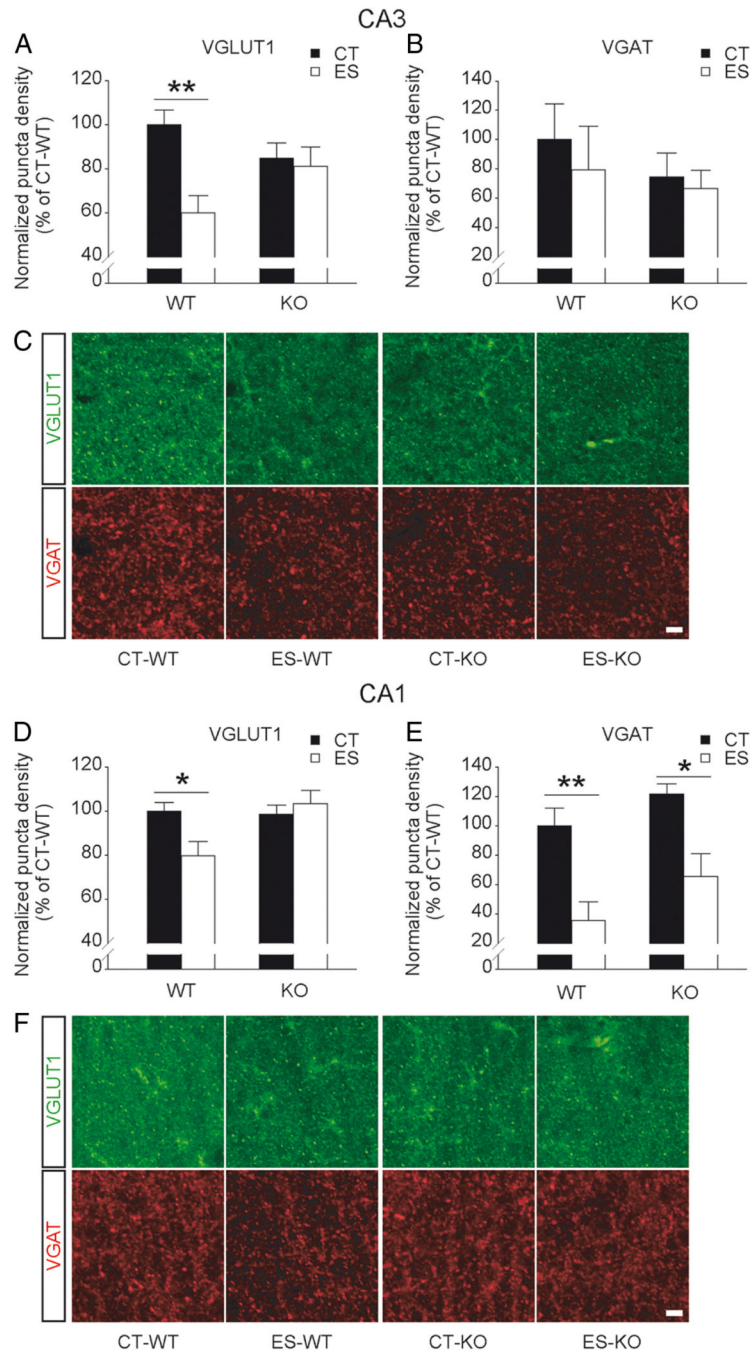 CA3
A
VGLUT1
CT
ES
Normalized puncta density
(% of CT-WT)
120
100
80
60
40
0
**
WT
KO
B
VGAT
CT
ES
Normalized puncta density
(% of CT-WT)
140
120
100
80
60
40
20
0
WT
KO
C
VGLUT1
VGAT
CT-WT
ES-WT
CT-KO
ES-KO
CA1
D
VGLUT1
CT
ES
Normalized puncta density
(% of CT-WT)
120
100
80
60
40
0
*
WT
KO
E
VGAT
CT
ES
Normalized puncta density
(% of CT-WT)
140
120
100
80
60
40
20
0
**
*
WT
KO
F
VGLUT1
VGAT
CT-WT
ES-WT
CT-KO
ES-KO